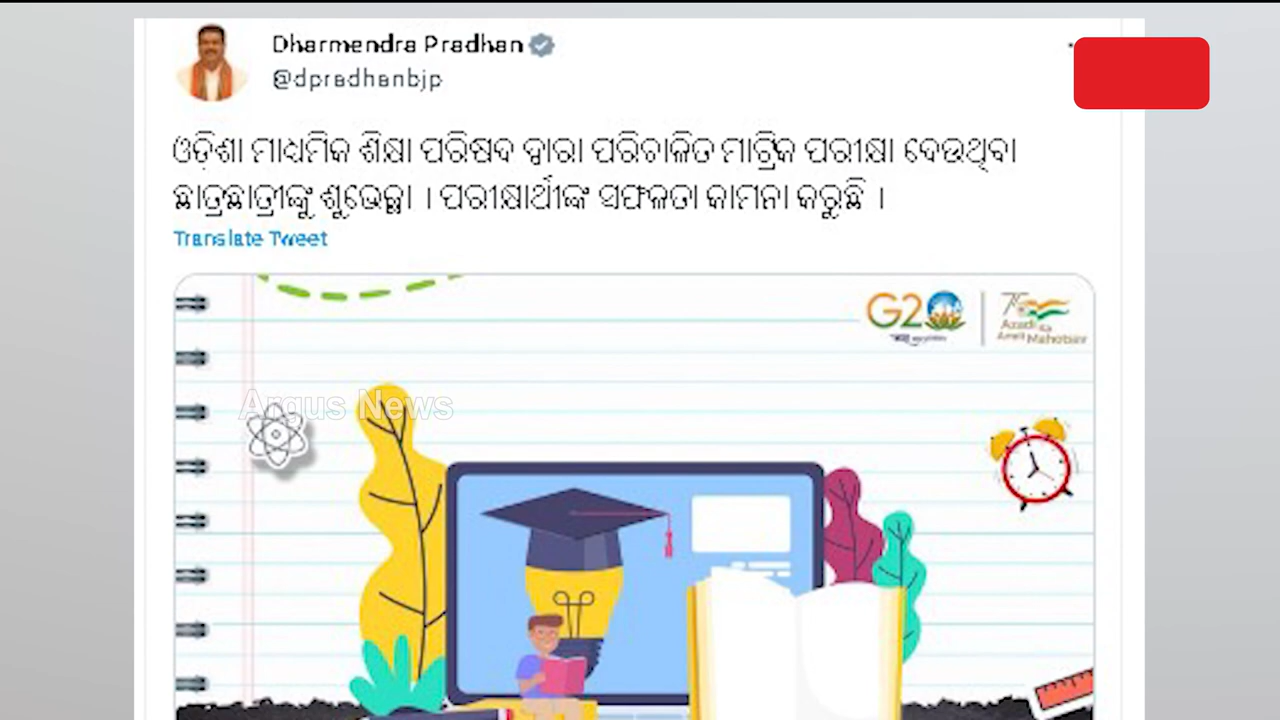 Dharmendra Pradhan
@dpradhanbjp
ଓଡ଼ିଶା ମାଧ୍ୟମିକ ଶିକ୍ଷା ପରିଷଦ ଦ୍ୱାରା ପରିଚାଳିତ ମାଟ୍ରିକ ପରୀକ୍ଷା ଦେଉଥିବା
ଛାତ୍ରଛାତ୍ରୀଙ୍କୁ ଶୁଭେଚ୍ଛା । ପରୀକ୍ଷାର୍ଥୀଙ୍କ ସଫଳତା କାମନା କରୁଛି ।
Translate Tweet
G20
75
Azadi Ka
Amrit Mahotsav
Argus News